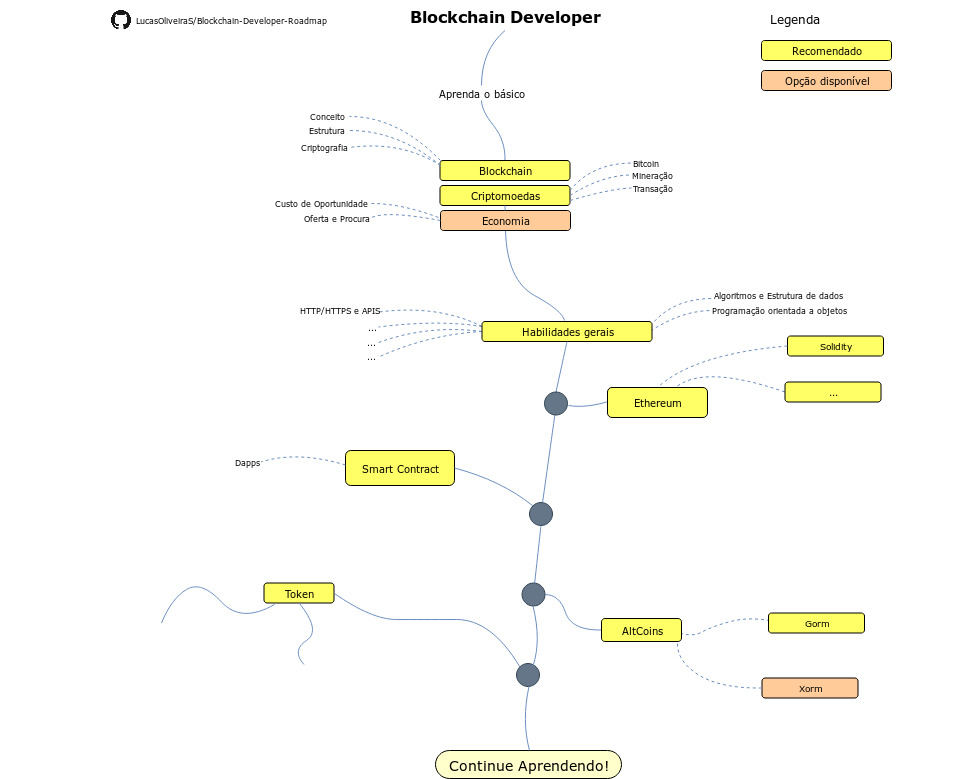 LucasOliveiraS/Blockchain-Developer-Roadmap
Blockchain Developer
Legenda
Recomendado
Opção disponível
Aprenda o básico
Conceito
Estrutura
Criptografia
Blockchain
Criptomoedas
Economia
Bitcoin
Mineração
Transação
Custo de Oportunidade
Oferta e Procura
HTTP/HTTPS e APIS
...
...
...
Habilidades gerais
Algoritmos e Estrutura de dados
Programação orientada a objetos
Solidity
...
Ethereum
Dapps
Smart Contract
Token
AltCoins
Gorm
Xorm
Continue Aprendendo!